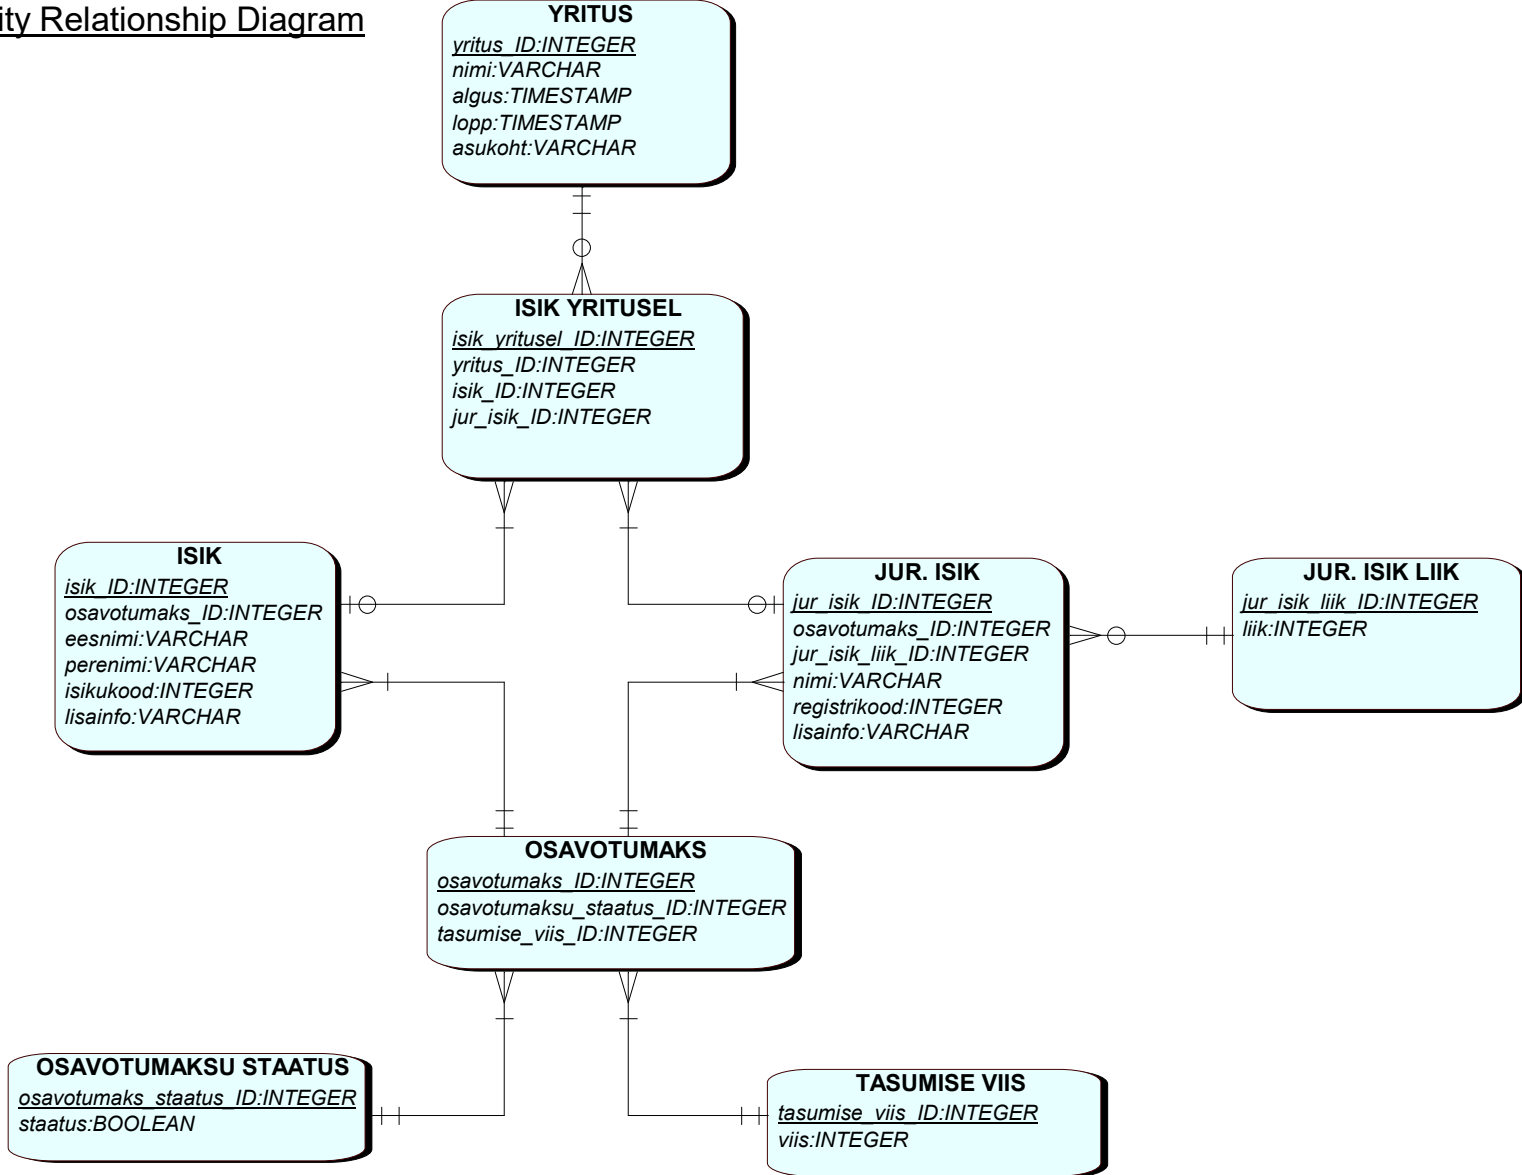 ity Relationship Diagram
YRITUS
yritus_ID:INTEGER
nimi:VARCHAR
algus:TIMESTAMP
lopp:TIMESTAMP
asukoht:VARCHAR
ISIK YRITUSEL
isik_yritusel_ID:INTEGER
yritus_ID:INTEGER
isik_ID:INTEGER
jur_isik_ID:INTEGER
ISIK
isik_ID:INTEGER
osavotumaks_ID:INTEGER
eesnimi:VARCHAR
perenimi:VARCHAR
isikukood:INTEGER
lisainfo:VARCHAR
JUR. ISIK
jur_isik_ID:INTEGER
osavotumaks_ID:INTEGER
jur_isik_liik_ID:INTEGER
nimi:VARCHAR
registrikood:INTEGER
lisainfo:VARCHAR
JUR. ISIK LIIK
jur_isik_liik_ID:INTEGER
liik:INTEGER
OSAVOTUMAKS
osavotumaks_ID:INTEGER
osavotumaksu_staatus_ID:INTEGER
tasumise_viis_ID:INTEGER
OSAVOTUMAKSU STAATUS
osavotumaks_staatus_ID:INTEGER
staatus:BOOLEAN
TASUMISE VIIS
tasumise_viis_ID:INTEGER
viis:INTEGER